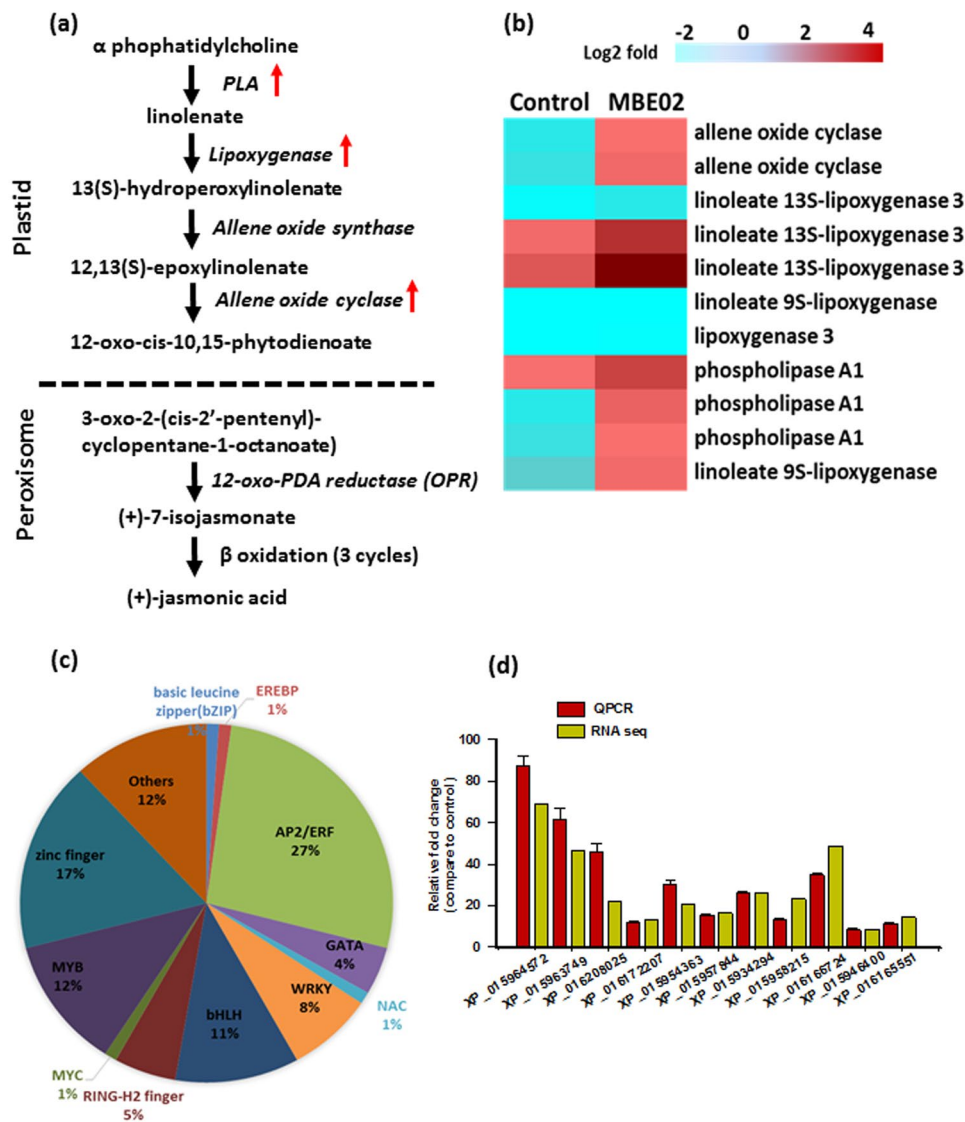 (a)
α phophatidylcholine
PLA
linolenate
Lipoxygenase
13(S)-hydroperoxylinolenate
Allene oxide synthase
12,13(S)-epoxylinolenate
Allene oxide cyclase
12-oxo-cis-10,15-phytodienoate
Plastid
3-oxo-2-(cis-2’-pentenyl)-
cyclopentane-1-octanoate)
12-oxo-PDA reductase (OPR)
(+)-7-isojasmonate
β oxidation (3 cycles)
(+)-jasmonic acid
Peroxisome
(b)
-2 0 2 4
Log2 fold
Control MBE02
allene oxide cyclase
allene oxide cyclase
linoleate 13S-lipoxygenase 3
linoleate 13S-lipoxygenase 3
linoleate 13S-lipoxygenase 3
linoleate 9S-lipoxygenase
lipoxygenase 3
phospholipase A1
phospholipase A1
phospholipase A1
linoleate 9S-lipoxygenase
(c)
basic leucine
zipper(bZIP)
1%
EREBP
1%
AP2/ERF
27%
GATA
4%
NAC
1%
WRKY
8%
bHLH
11%
RING-H2 finger
5%
MYC
1%
MYB
12%
zinc finger
17%
Others
12%
(d)
QPCR
RNA seq
Relative fold change
(compare to control)
100
80
60
40
20
0
XP_015964572
XP_015963749
XP_016208025
XP_016172207
XP_015954363
XP_015957844
XP_015934294
XP_015959215
XP_016166724
XP_015946400
XP_016165551